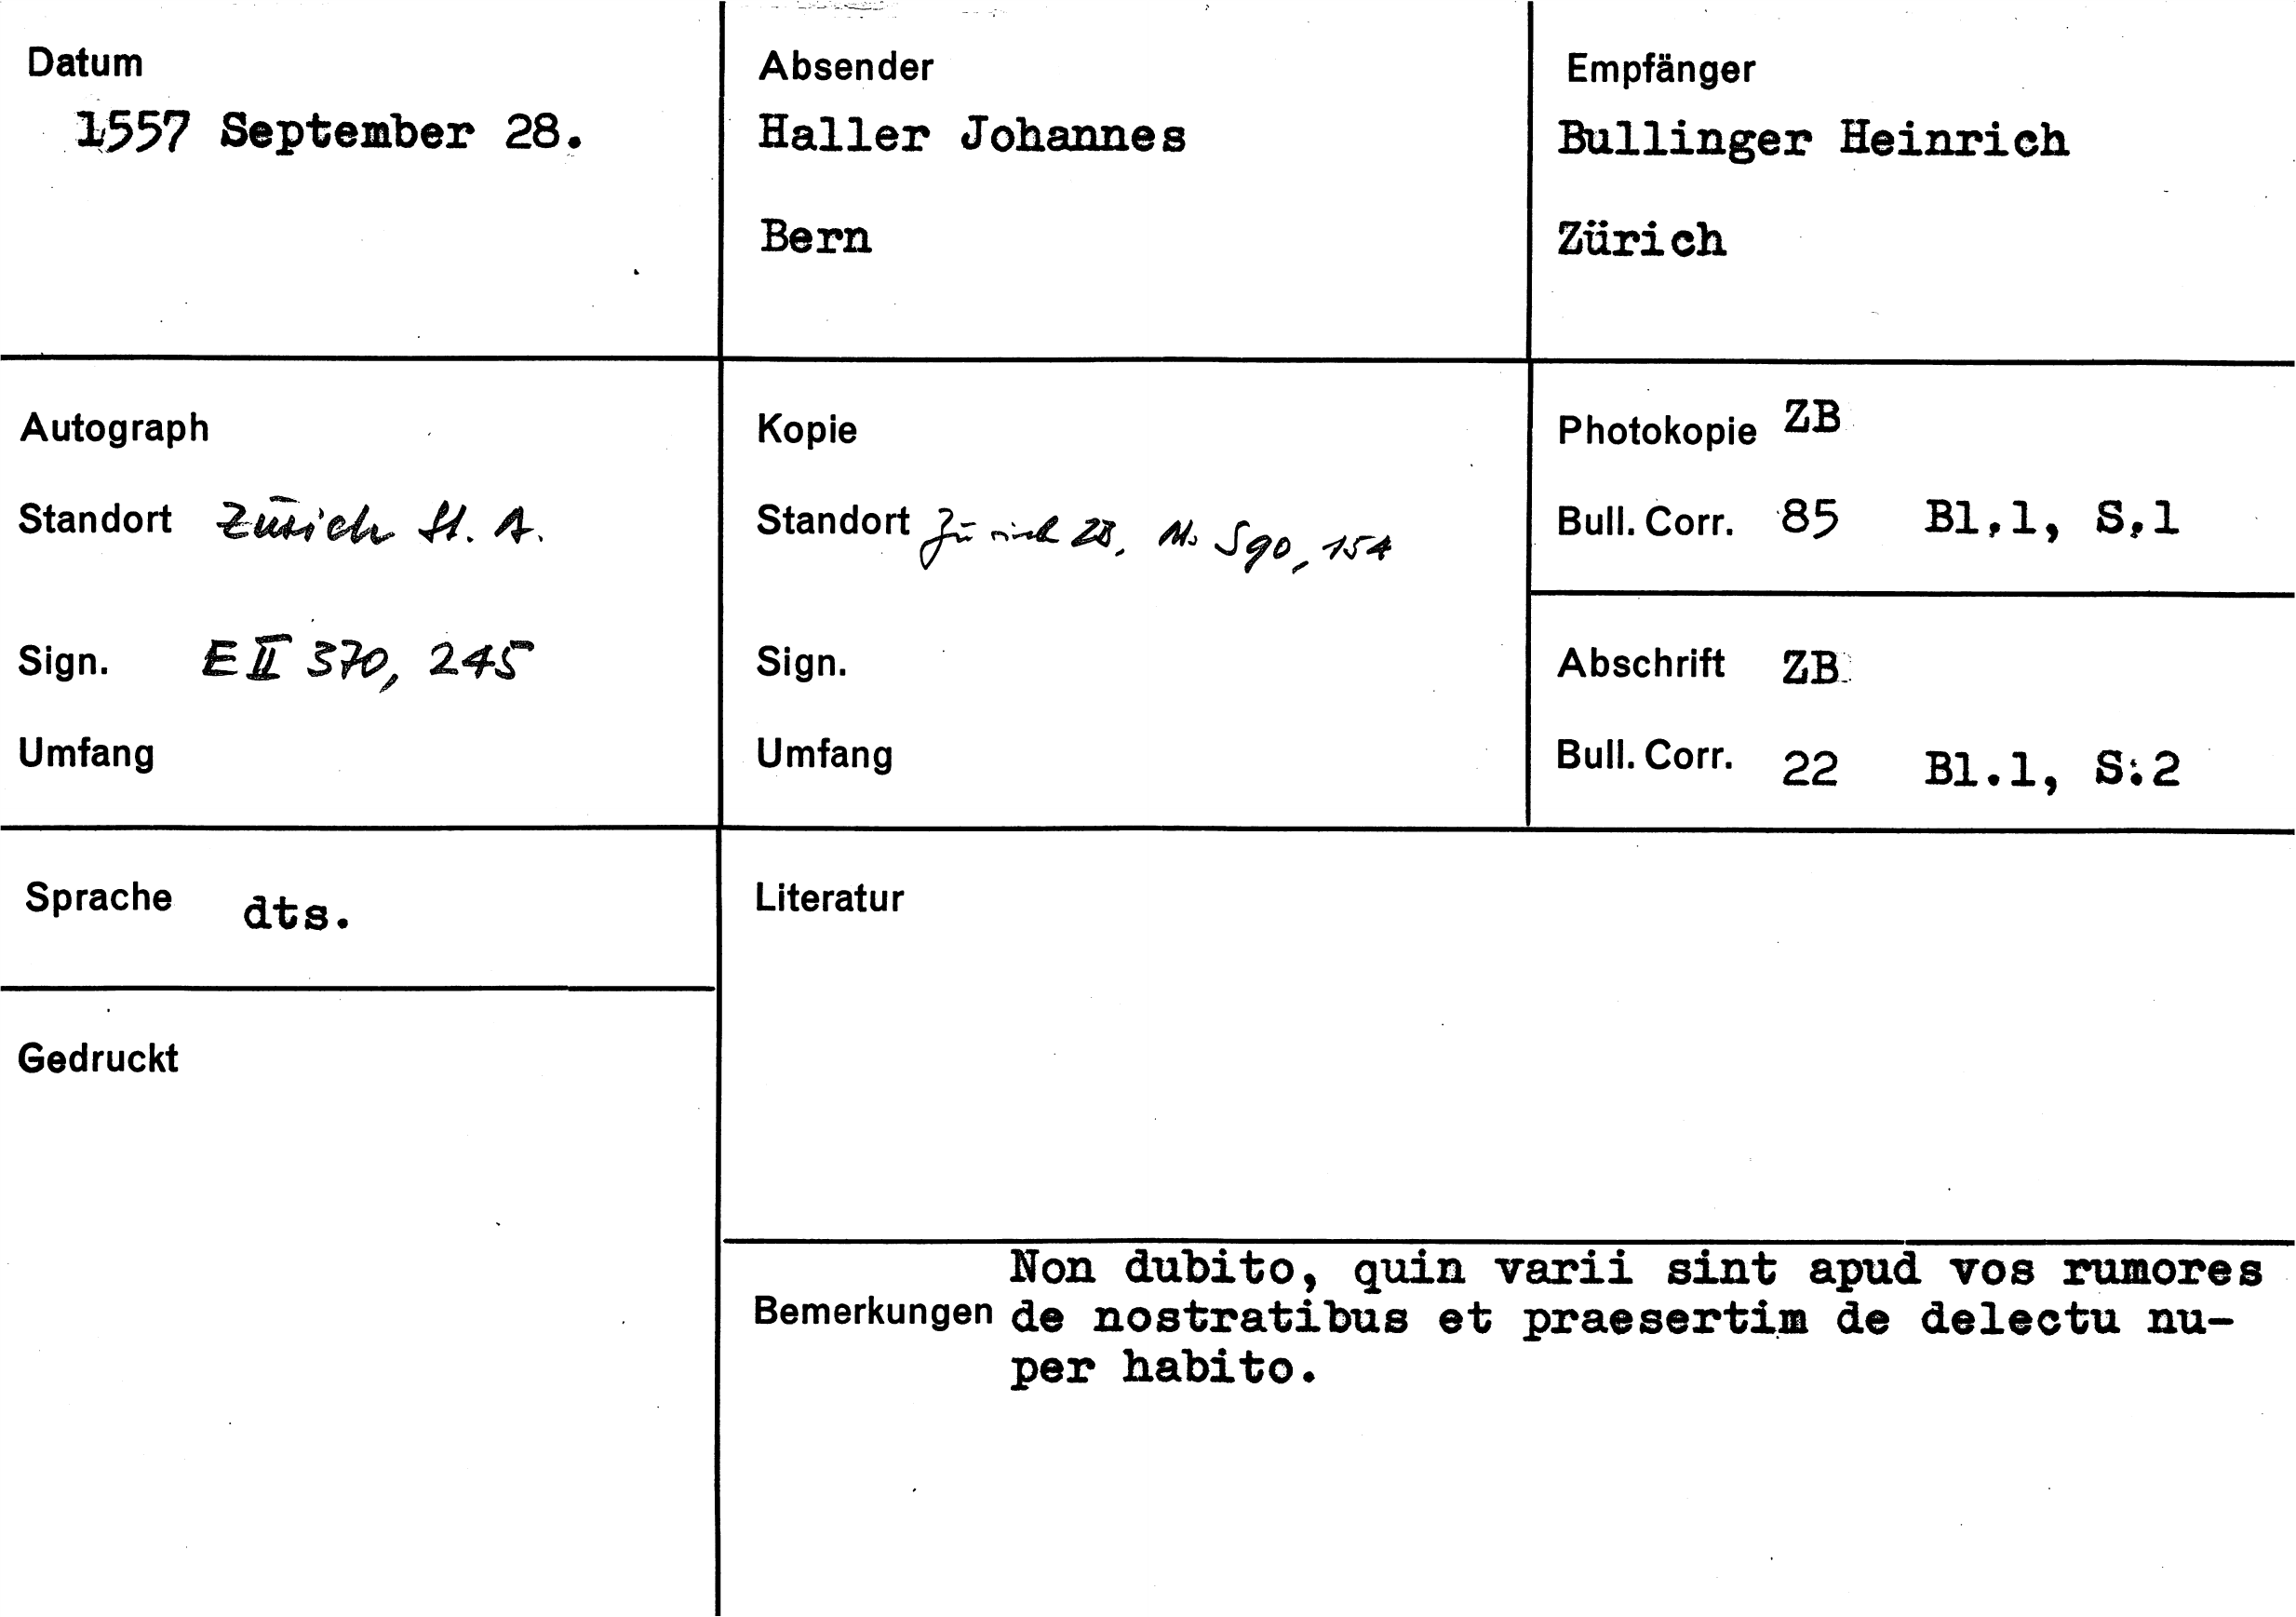 Datum
1557 September 28.
Absender
Haller Johannes
Bern
Empfänger
Bullinger Heinrich
Zürich
Autograph
Standort Zürich St. A.
Sign. E II 370, 245
Umfang
Kopie
Standort Zürich ZB, Ms S 90, 154
Sign.
Umfang
Photokopie ZB
Bull. Corr. 85 Bl.1, S.1
Abschrift ZB
Bull. Corr. 22 Bl.1, S.2
Sprache dts.
Literatur
Gedruckt
Non dubito, quin varii sint apud vos rumores
Bemerkungen de nostratibus et praesertim de delectu nu-
per habito.